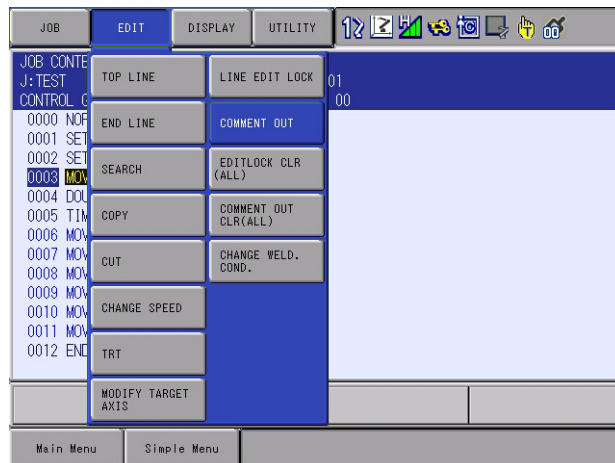 JOB EDIT DISPLAY UTILITY
JOB CONTE
J:TEST 01
CONTROL G 00
TOP LINE LINE EDIT LOCK
END LINE COMMENT OUT
SEARCH EDITLOCK CLR
(ALL)
COPY COMMENT OUT
CLR(ALL)
CUT CHANGE WELD.
COND.
CHANGE SPEED
TRT
MODIFY TARGET
AXIS
0000 NOP
0001 SET
0002 SET
0003 MOV
0004 DOU
0005 TIM
0006 MOV
0007 MOV
0008 MOV
0009 MOV
0010 MOV
0011 MOV
0012 END
Main Menu Simple Menu